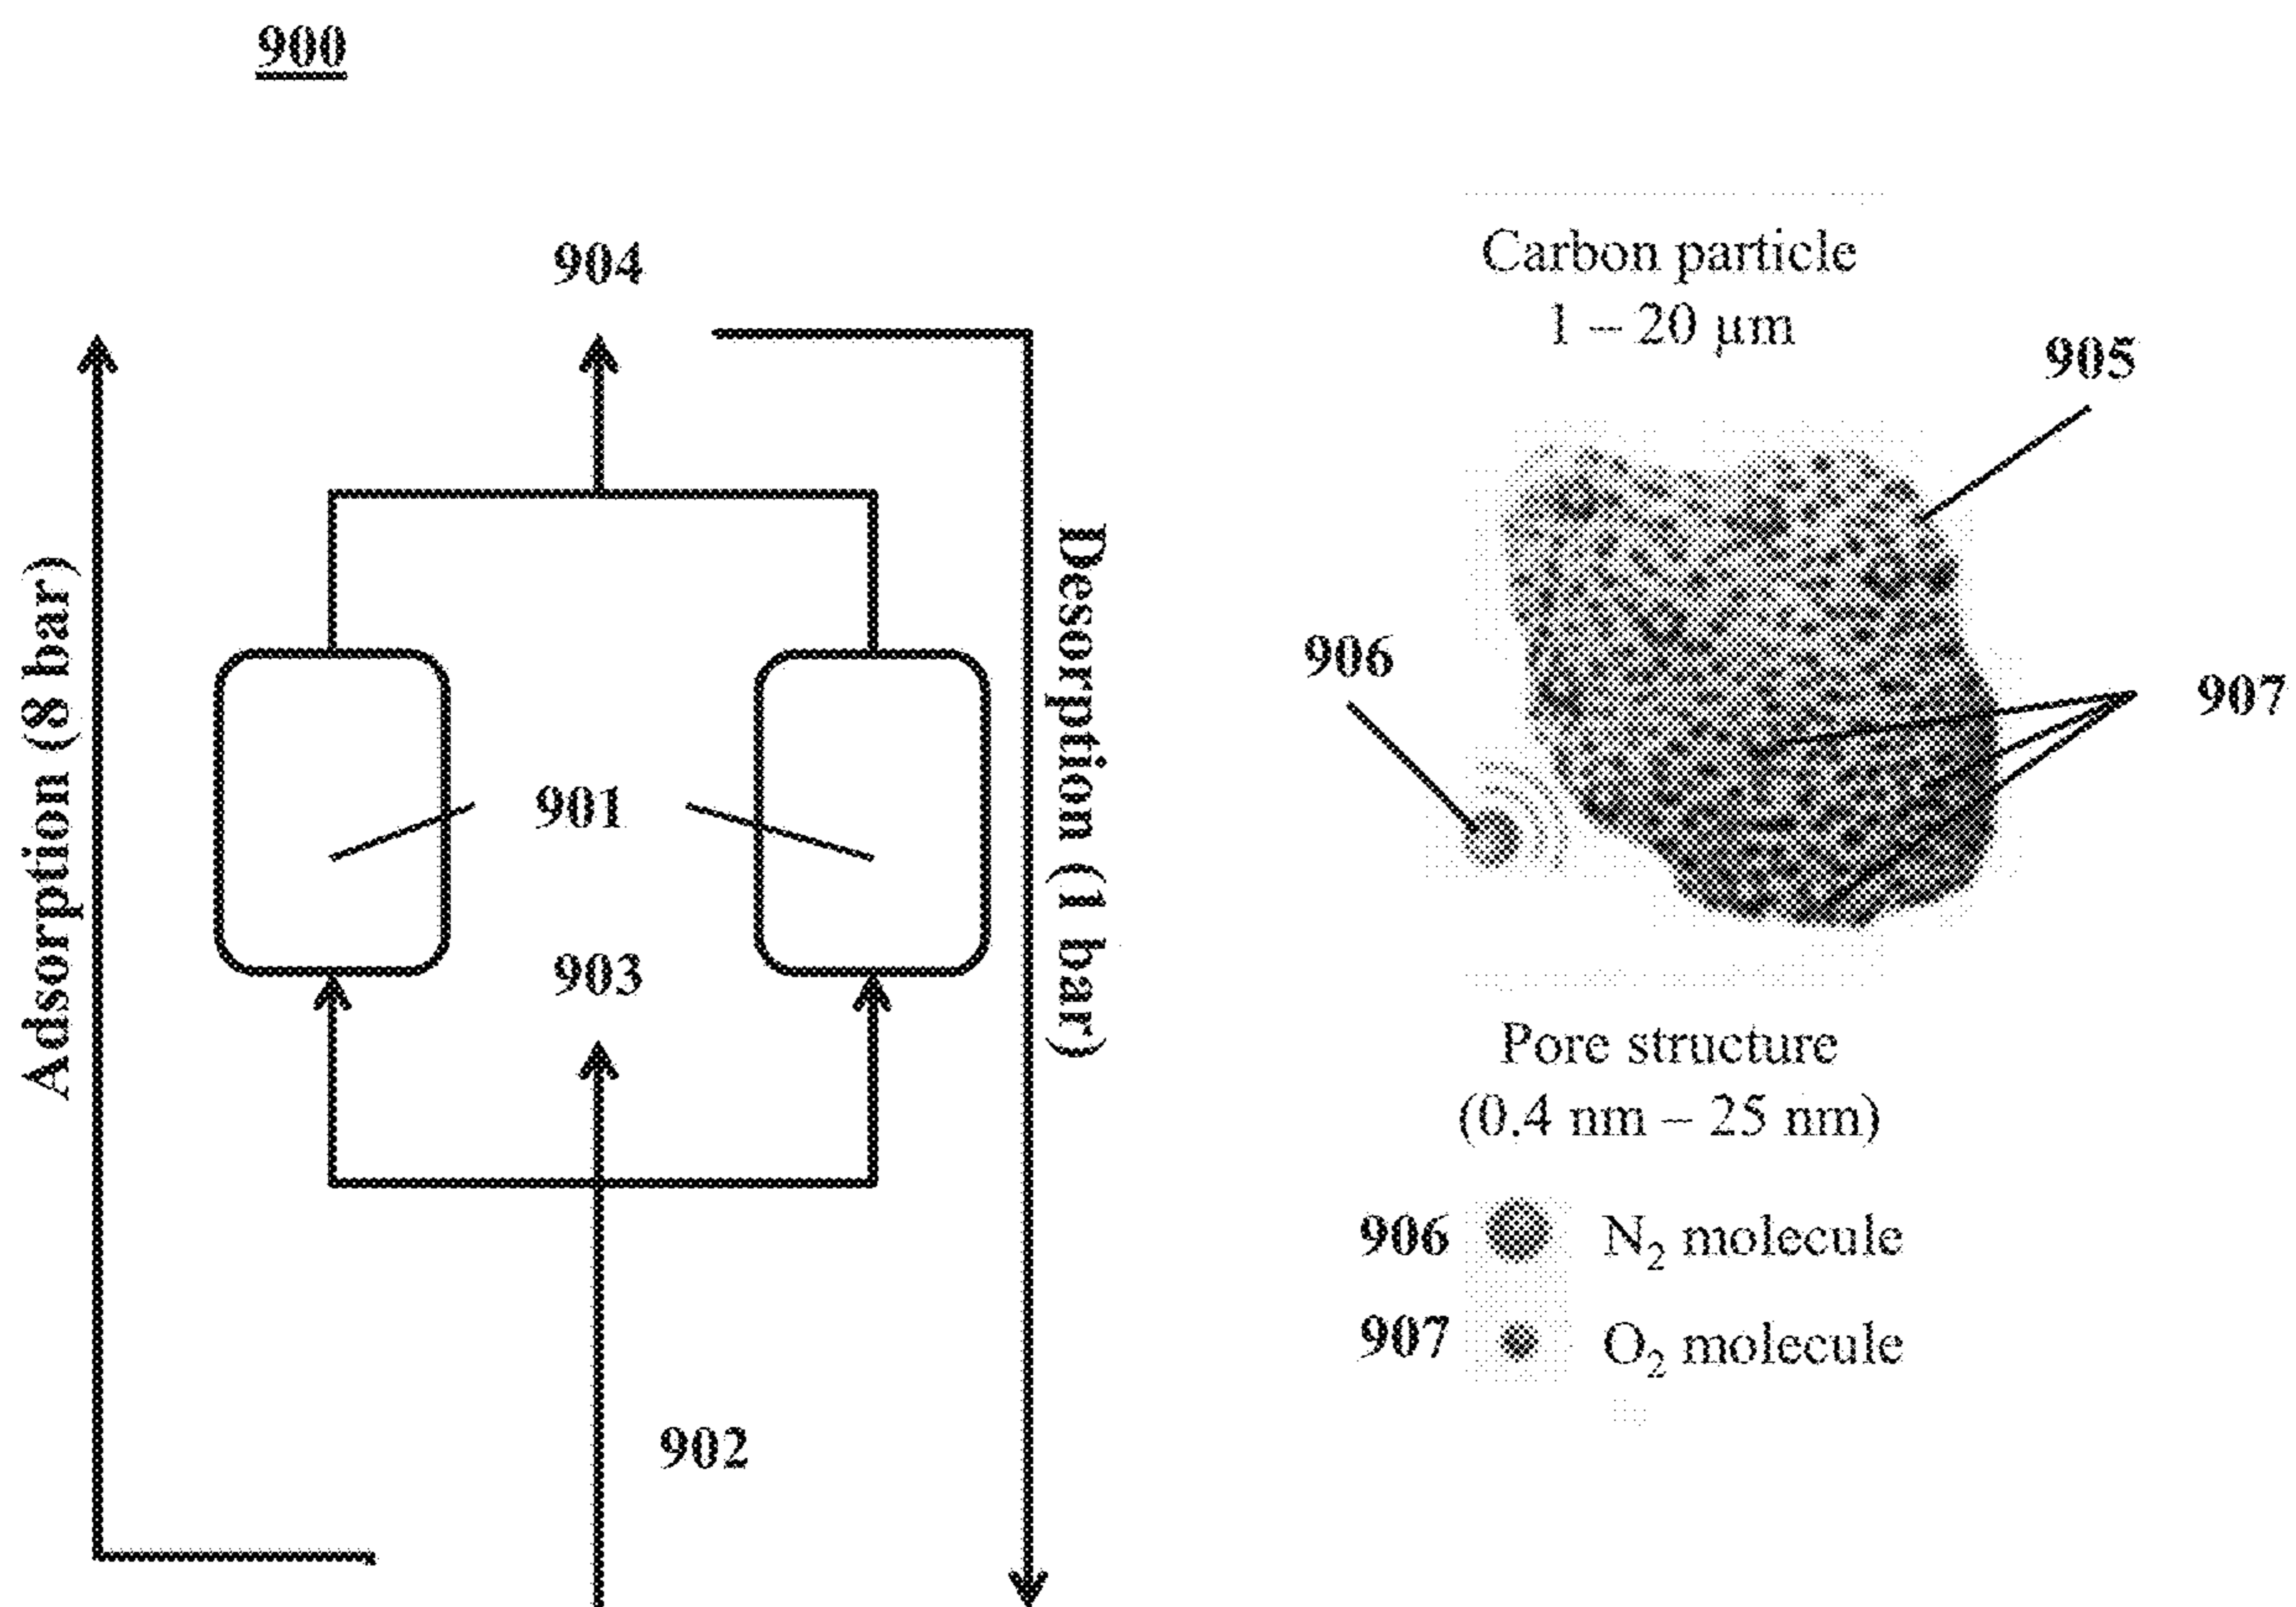 900
904
Adsorption (8 bar)
901
903
902
Desorption (1 bar)
Carbon particle
1 – 20 µm
905
906
907
Pore structure
(0.4 nm – 25 nm)
906 N₂ molecule
907 O₂ molecule